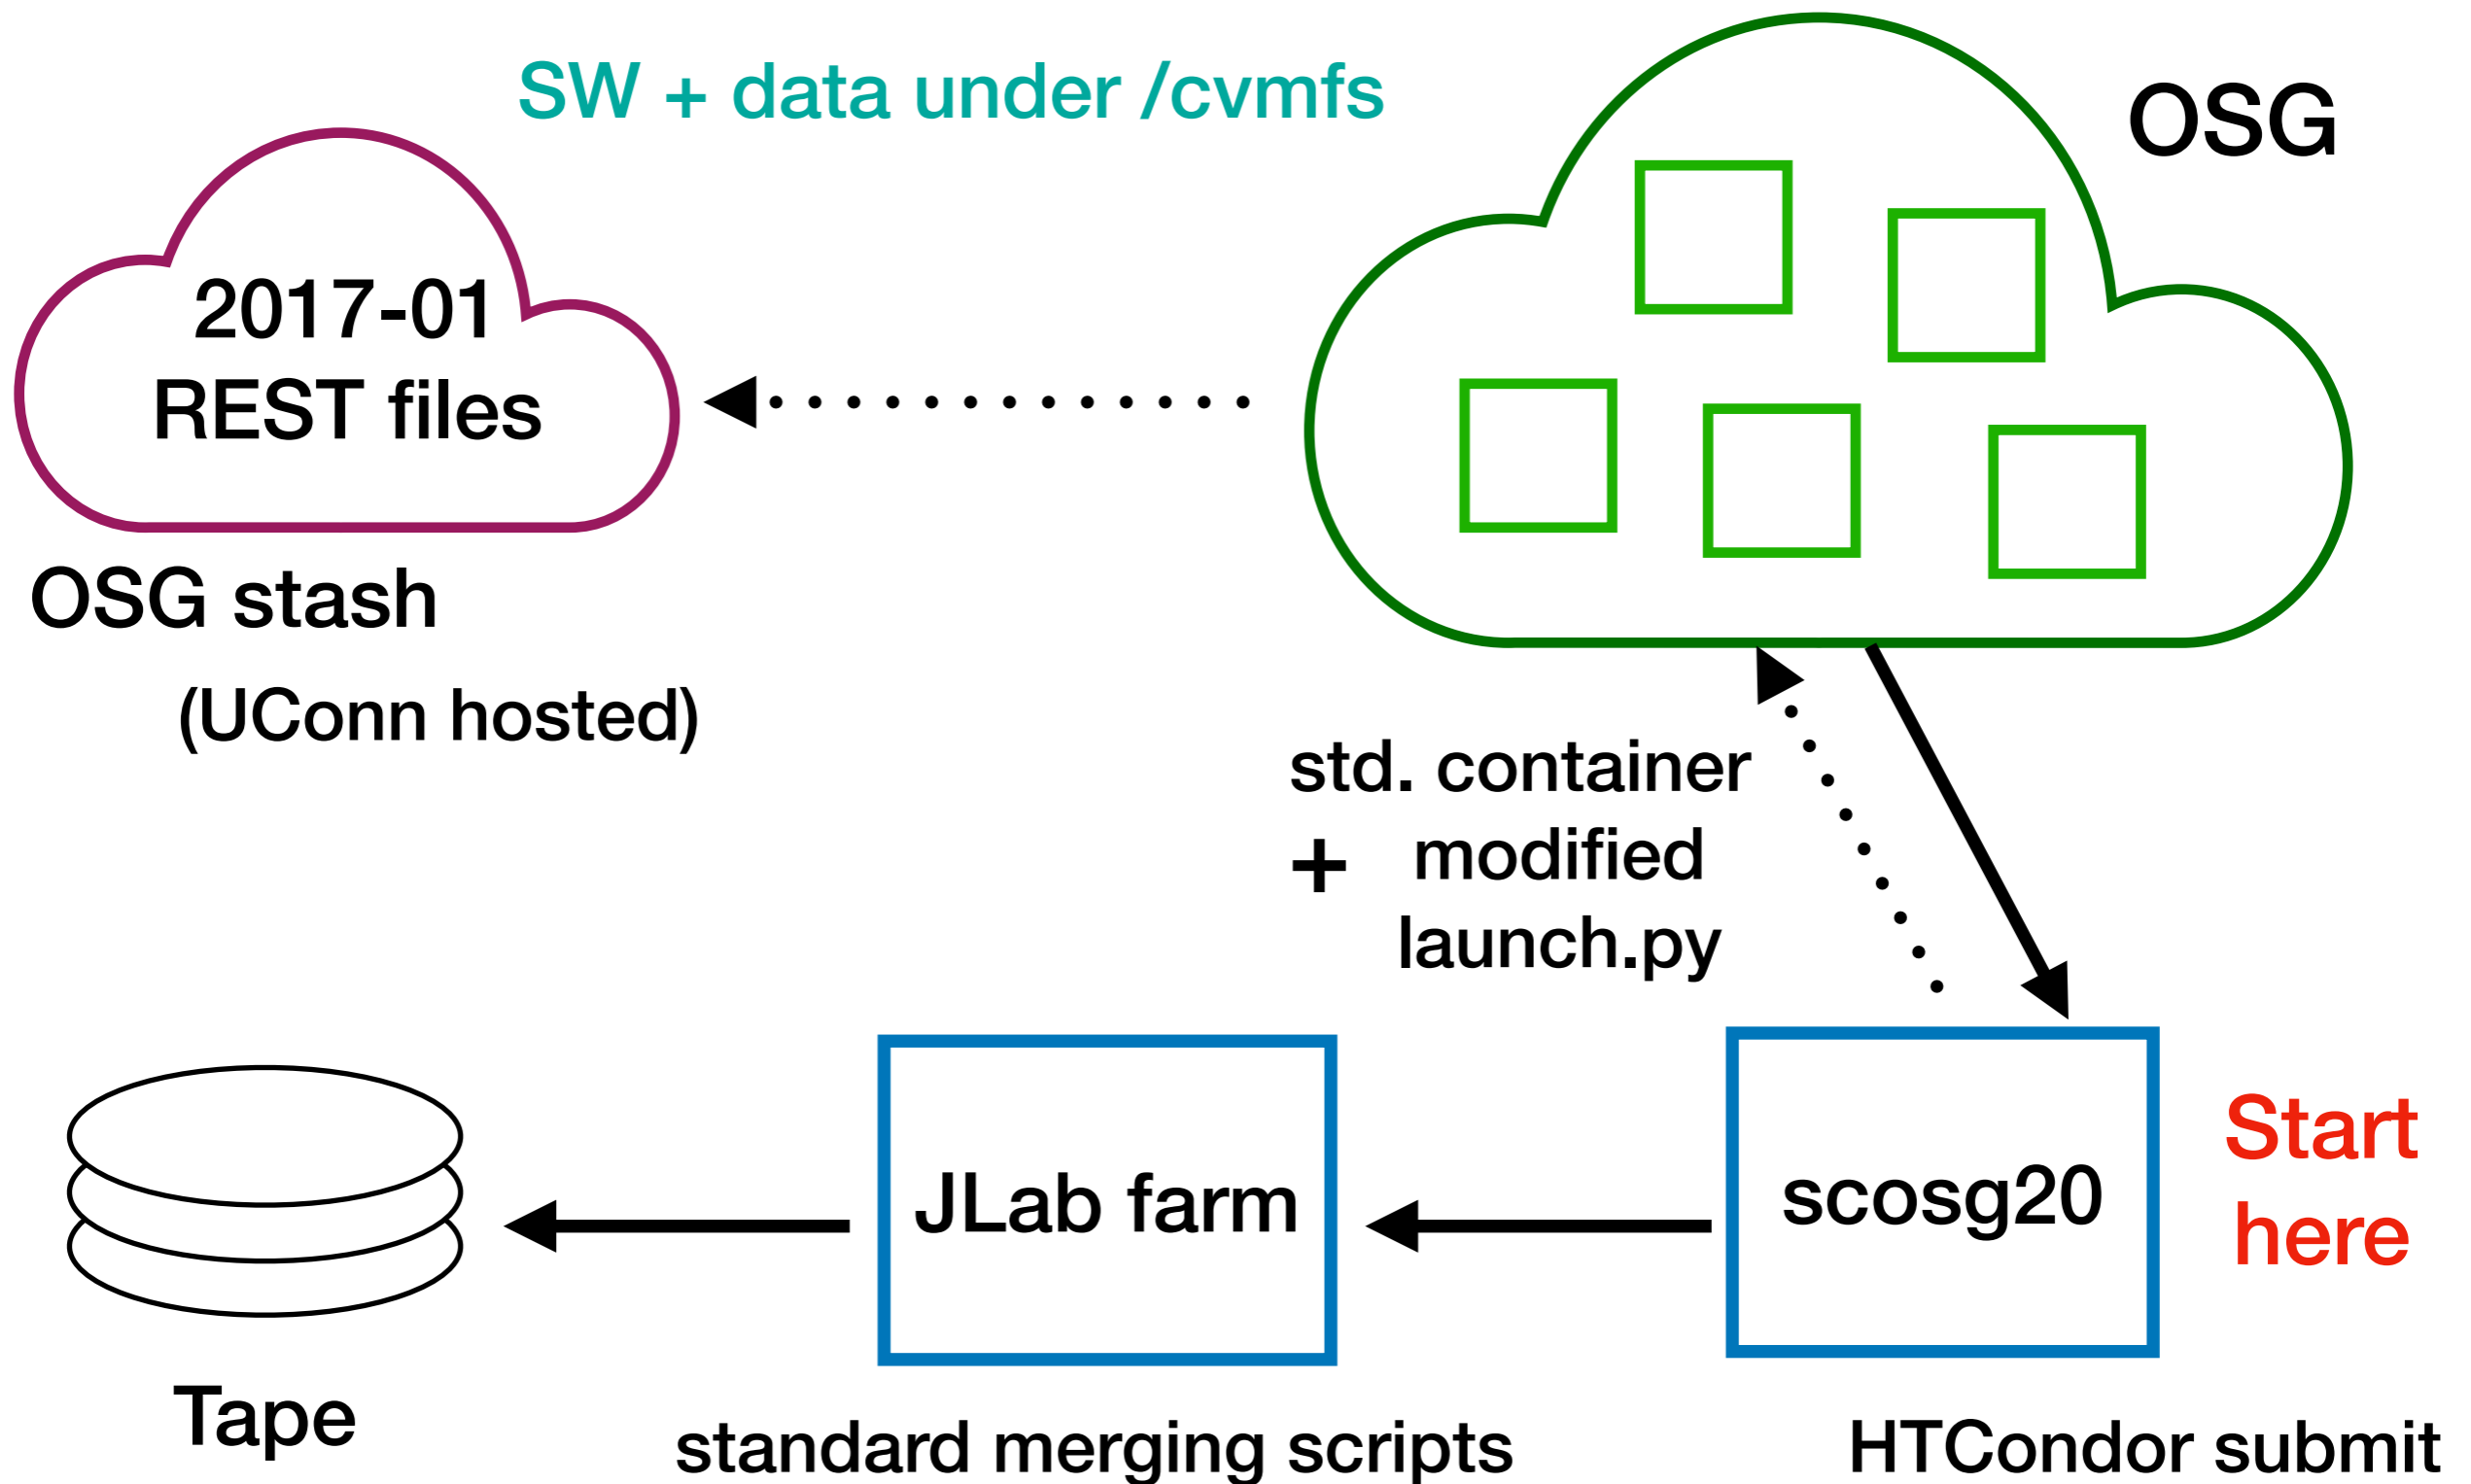 SW + data under /cvmfs
OSG
2017-01
REST files
OSG stash
(UConn hosted)
std. container
+ modified
launch.py
JLab farm
scosg20
Start
here
Tape
standard merging scripts
HTCondor submit